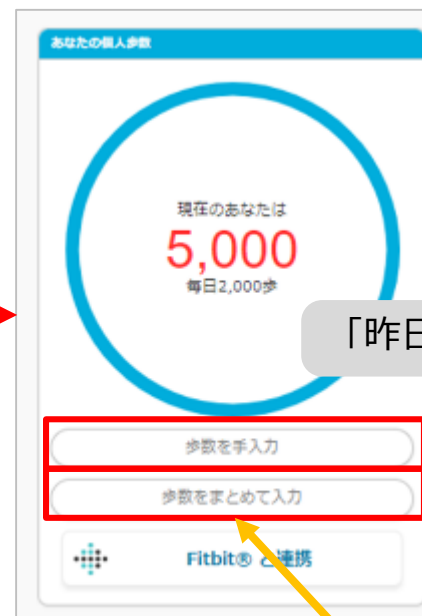 あなたの個人歩数
現在のあなたは
5,000
毎日2,000歩
「昨日
歩数を手入力
歩数をまとめて入力
Fitbit® と連携